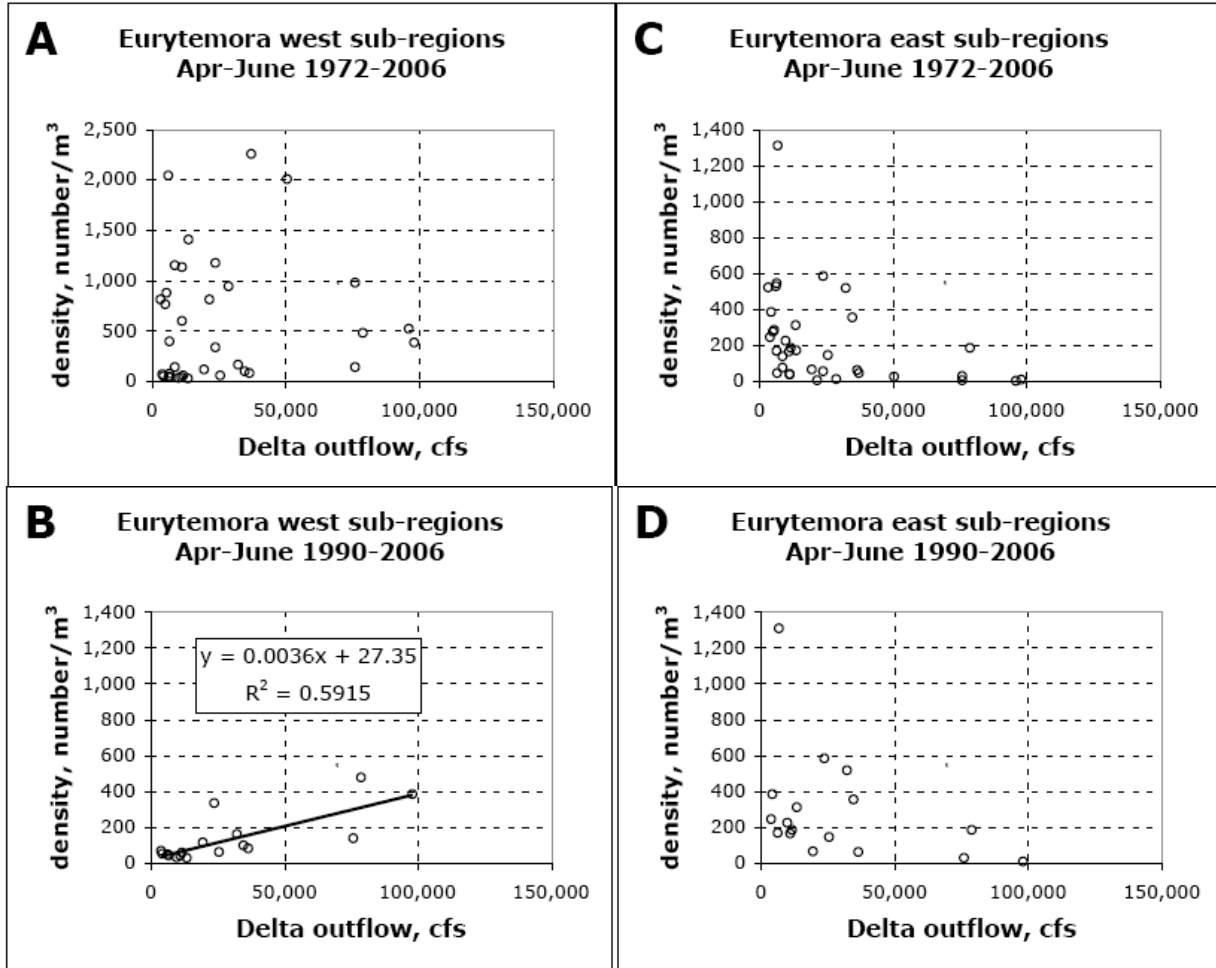 A
Eurytemora west sub-regions
Apr-June 1972-2006
density, number/m³
2,500
2,000
1,500
1,000
500
0
0 50,000 100,000 150,000
Delta outflow, cfs
C
Eurytemora east sub-regions
Apr-June 1972-2006
density, number/m³
1,400
1,200
1,000
800
600
400
200
0
0 50,000 100,000 150,000
Delta outflow, cfs
B
Eurytemora west sub-regions
Apr-June 1990-2006
density, number/m³
1,400
1,200
1,000
800
600
400
200
0
y = 0.0036x + 27.35
R² = 0.5915
0 50,000 100,000 150,000
Delta outflow, cfs
D
Eurytemora east sub-regions
Apr-June 1990-2006
density, number/m³
1,400
1,200
1,000
800
600
400
200
0
0 50,000 100,000 150,000
Delta outflow, cfs